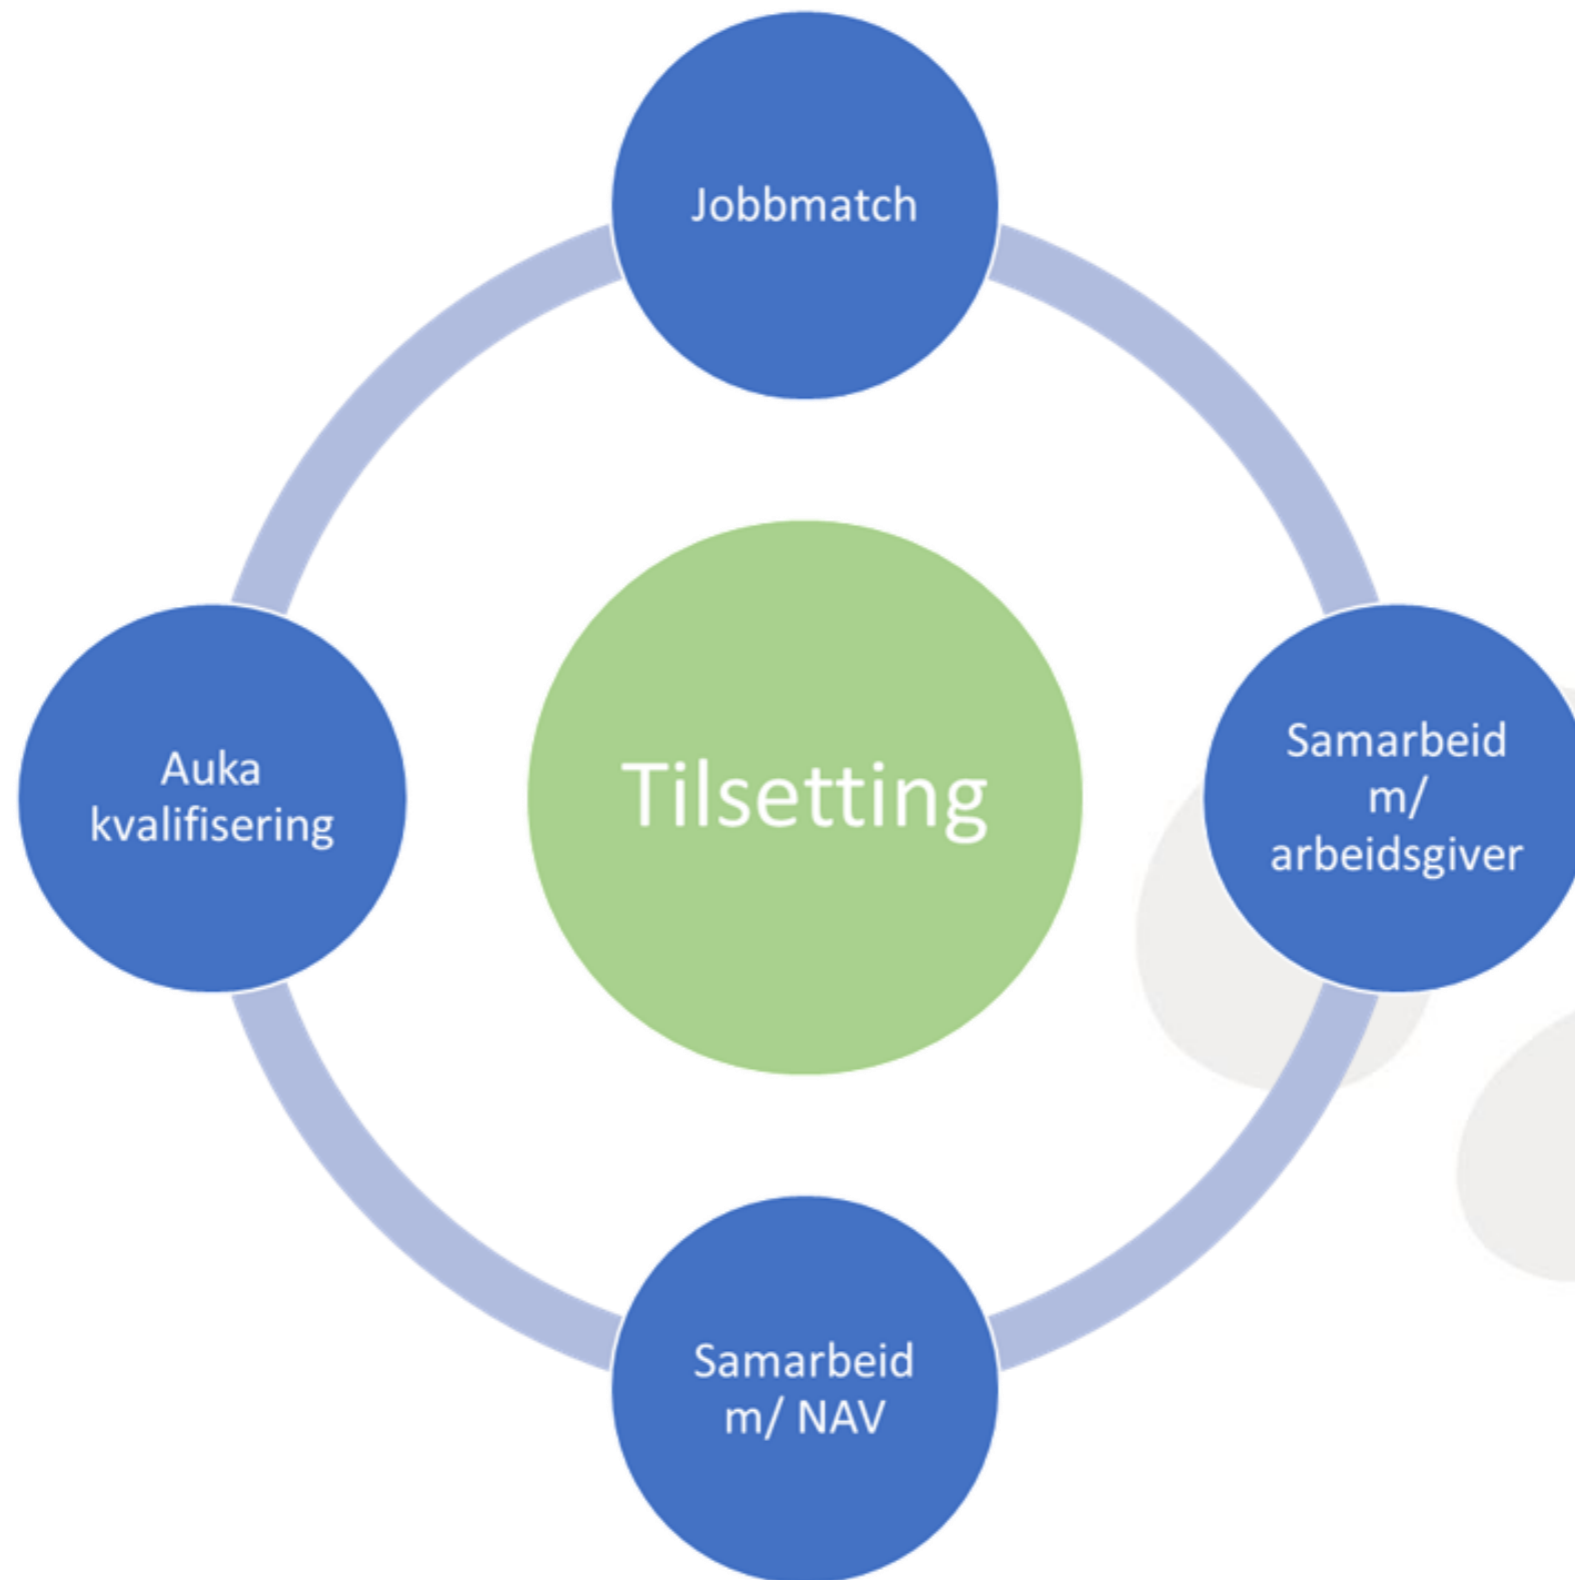 Jobbmatch
Auka
kvalifisering
Tilsetting
Samarbeid
m/
arbeidsgiver
Samarbeid
m/ NAV